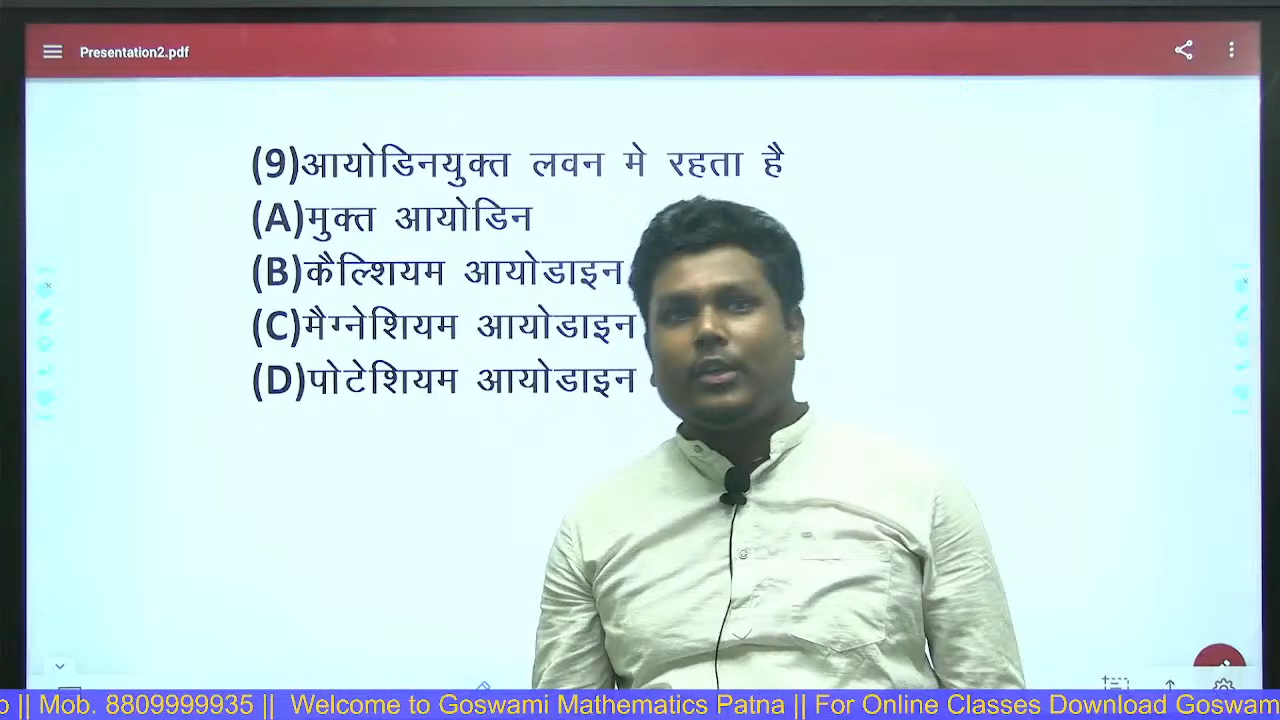 Presentation2.pdf
(9)आयोडिनयुक्त लवन मे रहता है
(A)मुक्त आयोडिन
(B)कैल्शियम आयोडाइन
(C)मैग्नेशियम आयोडाइन
(D)पोटेशियम आयोडाइन
|| Mob. 8809999935 || Welcome to Goswami Mathematics Patna || For Online Classes Download Goswam